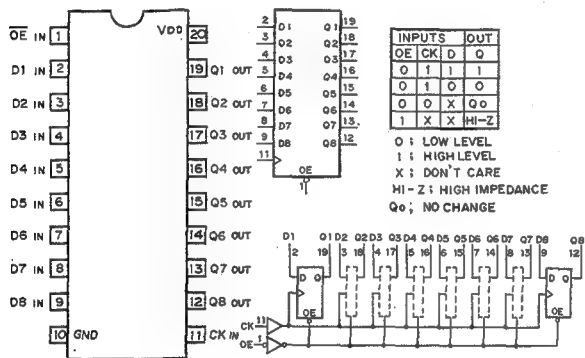 OE IN 1 VDD 20
D1 IN 2 19 Q1 OUT
D2 IN 3 18 Q2 OUT
D3 IN 4 17 Q3 OUT
D4 IN 5 16 Q4 OUT
D5 IN 6 15 Q5 OUT
D6 IN 7 14 Q6 OUT
D7 IN 8 13 Q7 OUT
D8 IN 9 12 Q8 OUT
10 GND 11 CK IN
2 D1 Q1 19
3 D2 Q2 18
4 D3 Q3 17
5 D4 Q4 16
6 D5 Q5 15
7 D6 Q6 14
8 D7 Q7 13
9 D8 Q8 12
11
OE
1
INPUTS OUT
OE CK D Q
0 1 1 1
0 1 0 0
0 0 X Qo
1 X X HI-Z
0 ; LOW LEVEL
1 ; HIGH LEVEL
X ; DON'T CARE
HI-Z ; HIGH IMPEDANCE
Qo ; NO CHANGE
D1 Q1 D2 Q2 D3 Q3 D4 Q4 D5 Q5 D6 Q6 D7 Q7 D8 Q8
2 19 3 18 4 17 5 16 6 15 7 14 8 13 9 12
D Q D Q
OE OE
CK 11
OE 1